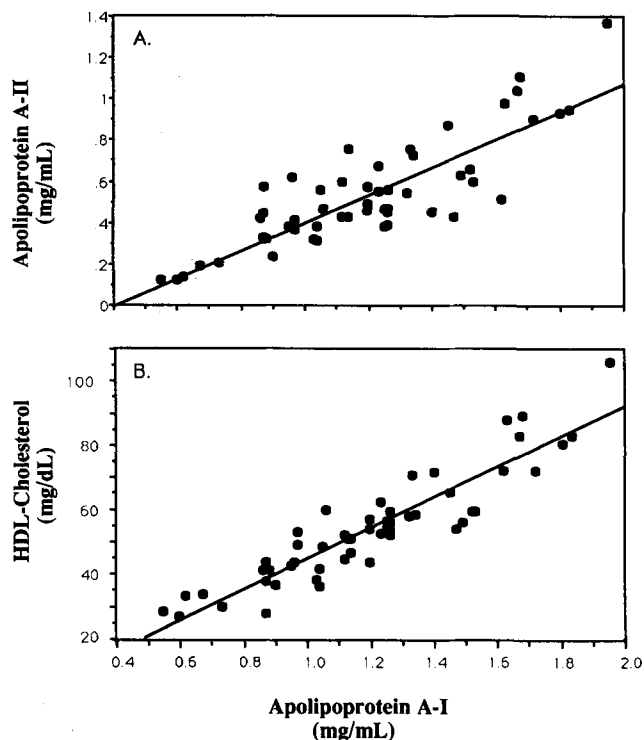 A.
Apolipoprotein A-II
(mg/mL)
1.4
1
.8
.6
.4
.2
0
B.
HDL-Cholesterol
(mg/dL)
100
80
60
40
20
0.4 0.6 0.8 1.0 1.2 1.4 1.6 1.8 2.0
Apolipoprotein A-I
(mg/mL)